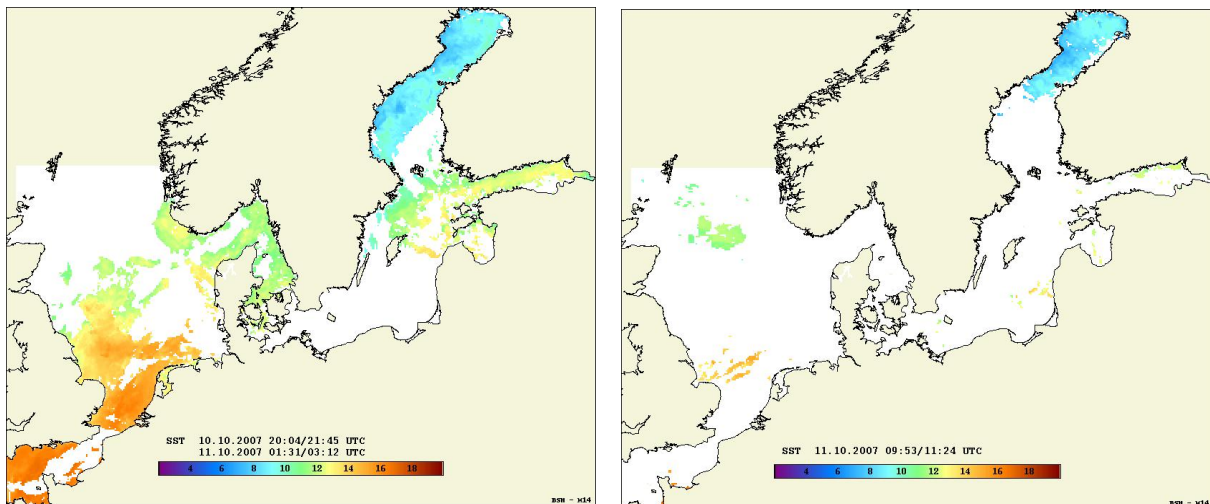 SST 10.10.2007 20:04/21:45 UTC
11.10.2007 01:31/03:12 UTC
4 6 8 10 12 14 16 18
BSH - M14
SST 11.10.2007 09:53/11:24 UTC
4 6 8 10 12 14 16 18
BSH - M14